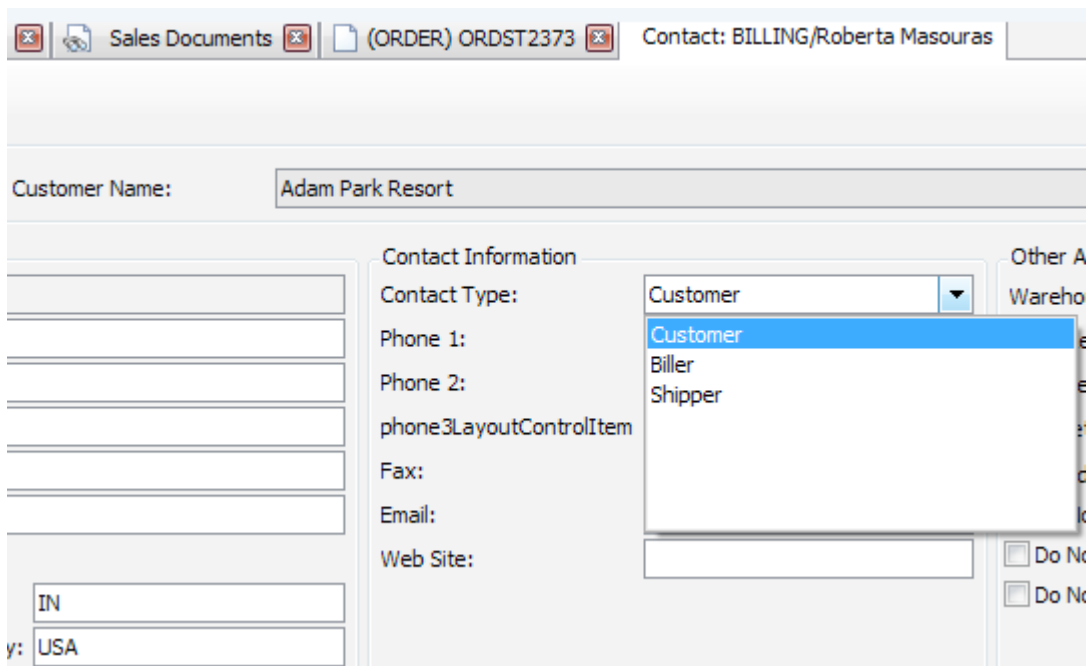 Sales Documents (ORDER) ORDST2373 Contact: BILLING/Roberta Masouras
Customer Name: Adam Park Resort
Contact Information
Other A
Contact Type: Customer
Wareho
Customer
Phone 1:
Biller
Phone 2:
Shipper
phone3LayoutControlItem
Fax:
Email:
Web Site:
Do No
Do No
IN
y: USA